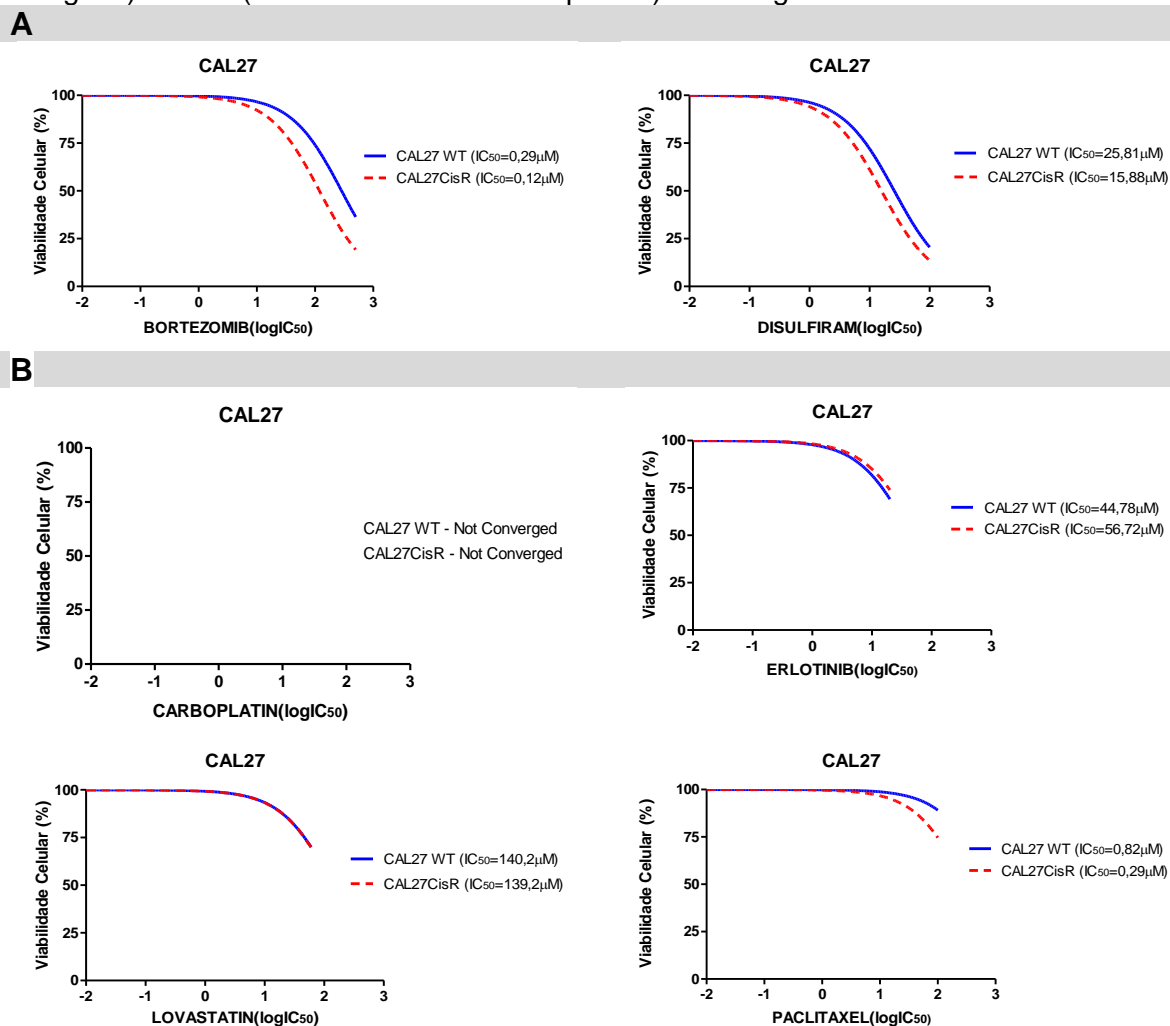 A
CAL27
100
75
50
25
0
Viabilidade Celular (%)
-2 -1 0 1 2 3
BORTEZOMIB(logIC50)
CAL27 WT (IC50=0,29µM)
CAL27CisR (IC50=0,12µM)
CAL27
100
75
50
25
0
Viabilidade Celular (%)
-2 -1 0 1 2 3
DISULFIRAM(logIC50)
CAL27 WT (IC50=25,81µM)
CAL27CisR (IC50=15,88µM)
B
CAL27
100
75
50
25
0
Viabilidade Celular (%)
-2 -1 0 1 2 3
CARBOPLATIN(logIC50)
CAL27 WT - Not Converged
CAL27CisR - Not Converged
CAL27
100
75
50
25
0
Viabilidade Celular (%)
-2 -1 0 1 2 3
ERLOTINIB(logIC50)
CAL27 WT (IC50=44,78µM)
CAL27CisR (IC50=56,72µM)
CAL27
100
75
50
25
0
Viabilidade Celular (%)
-2 -1 0 1 2 3
LOVASTATIN(logIC50)
CAL27 WT (IC50=140,2µM)
CAL27CisR (IC50=139,2µM)
CAL27
100
75
50
25
0
Viabilidade Celular (%)
-2 -1 0 1 2 3
PACLITAXEL(logIC50)
CAL27 WT (IC50=0,82µM)
CAL27CisR (IC50=0,29µM)